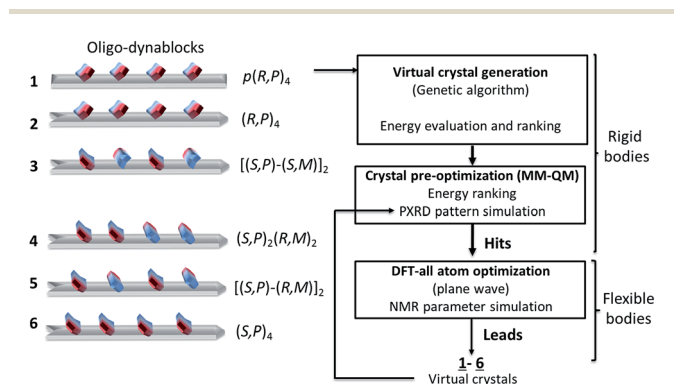 Oligo-dynablocks
1 p(R,P)4
2 (R,P)4
3 [(S,P)-(S,M)]2
4 (S,P)2(R,M)2
5 [(S,P)-(R,M)]2
6 (S,P)4
Virtual crystal generation
(Genetic algorithm)
Energy evaluation and ranking
Crystal pre-optimization (MM-QM)
Energy ranking
PXRD pattern simulation
Hits
DFT-all atom optimization
(plane wave)
NMR parameter simulation
Leads
1- 6
Virtual crystals
Rigid
bodies
Flexible
bodies